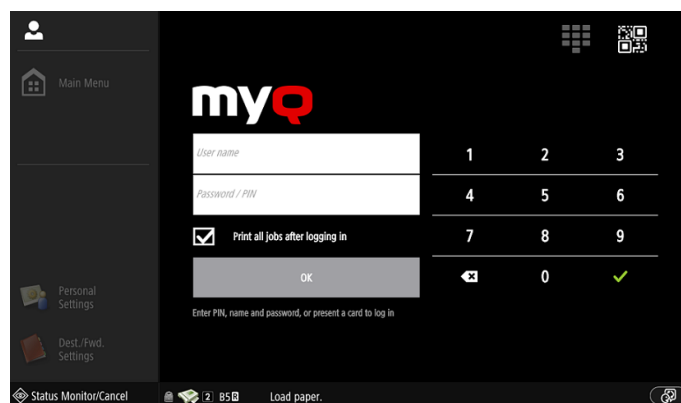 Main Menu
myQ
User name
Password / PIN
Print all jobs after logging in
OK
Enter PIN, name and password, or present a card to log in
1 2 3
4 5 6
7 8 9
0
Personal
Settings
Dest./Fwd.
Settings
Status Monitor/Cancel
2 B5R Load paper.